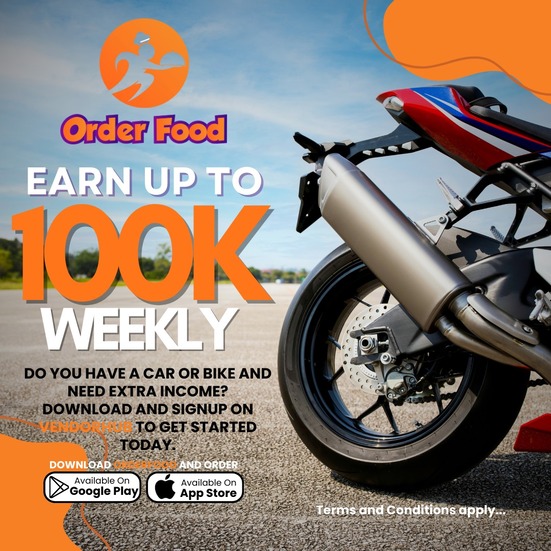 Order Food
EARN UP TO
100K
WEEKLY
DO YOU HAVE A CAR OR BIKE AND
NEED EXTRA INCOME?
DOWNLOAD AND SIGNUP ON
VENDORHUB TO GET STARTED
TODAY.
DOWNLOAD AND ORDER
Available On
Google Play
Available On
App Store
Terms and Conditions apply...